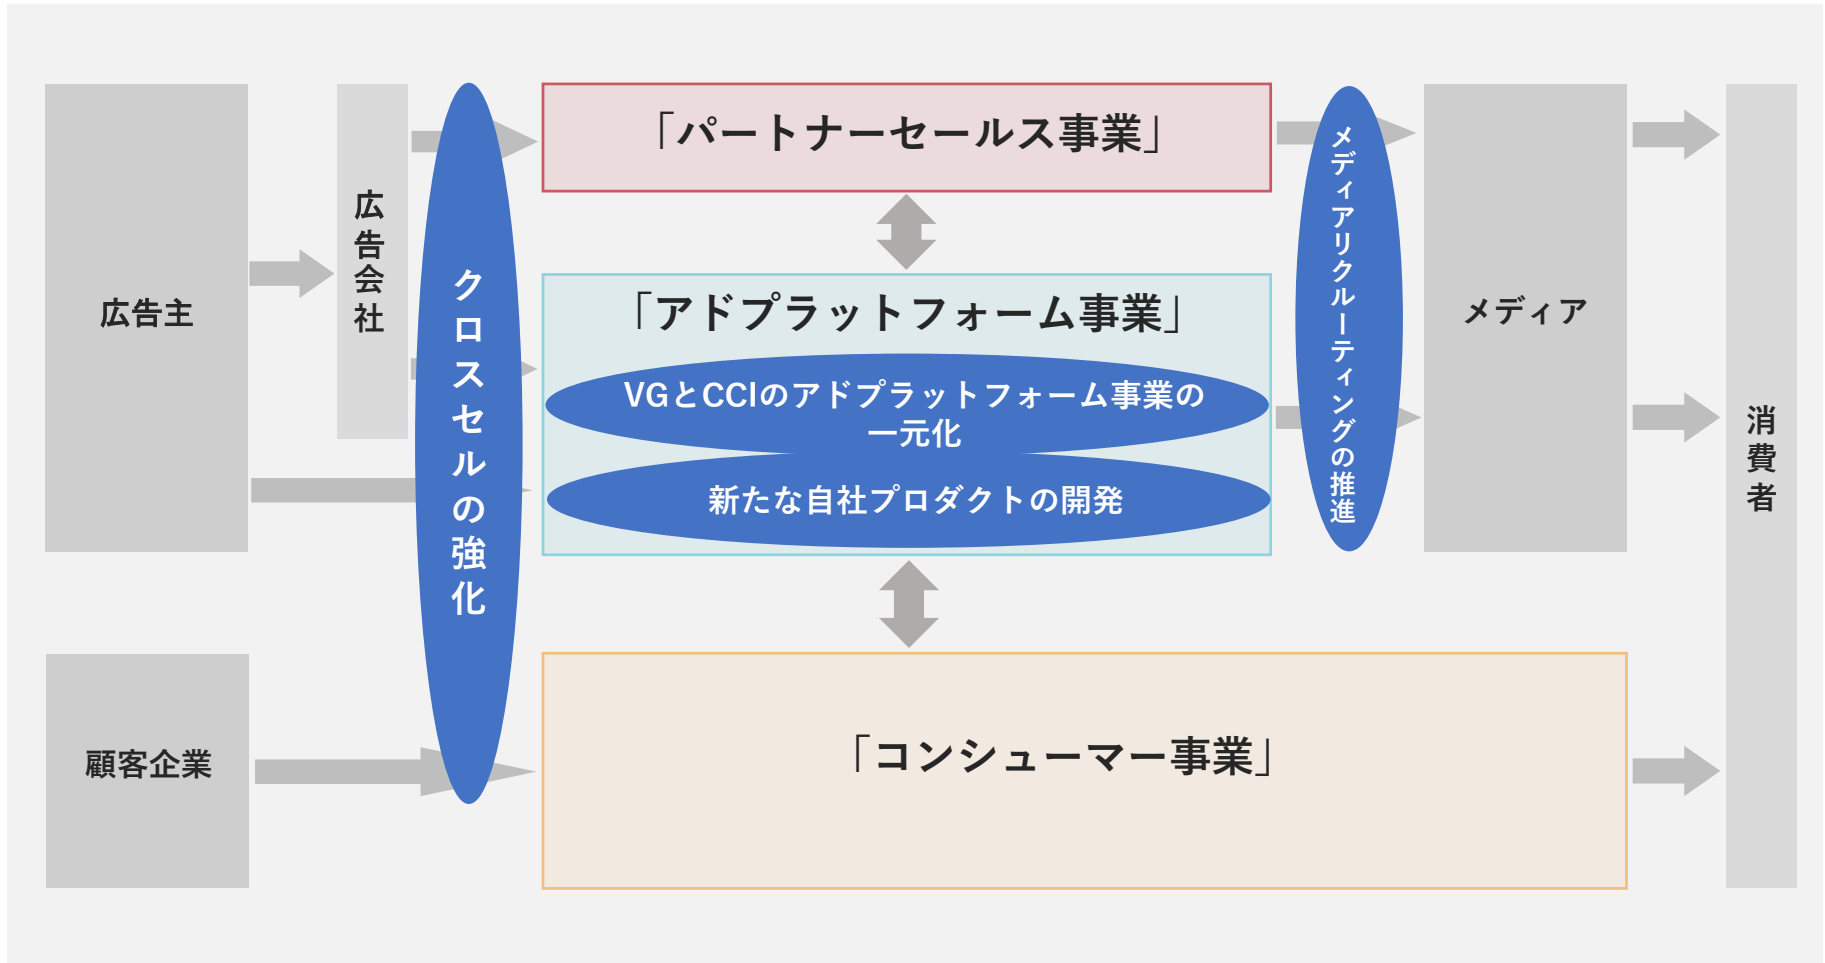 広告主
広告会社
クロスセルの強化
「パートナーセールス事業」
「アドプラットフォーム事業」
VGとCCIのアドプラットフォーム事業の
一元化
新たな自社プロダクトの開発
メディアリクルーティングの推進
メディア
消費者
顧客企業
「コンシューマー事業」